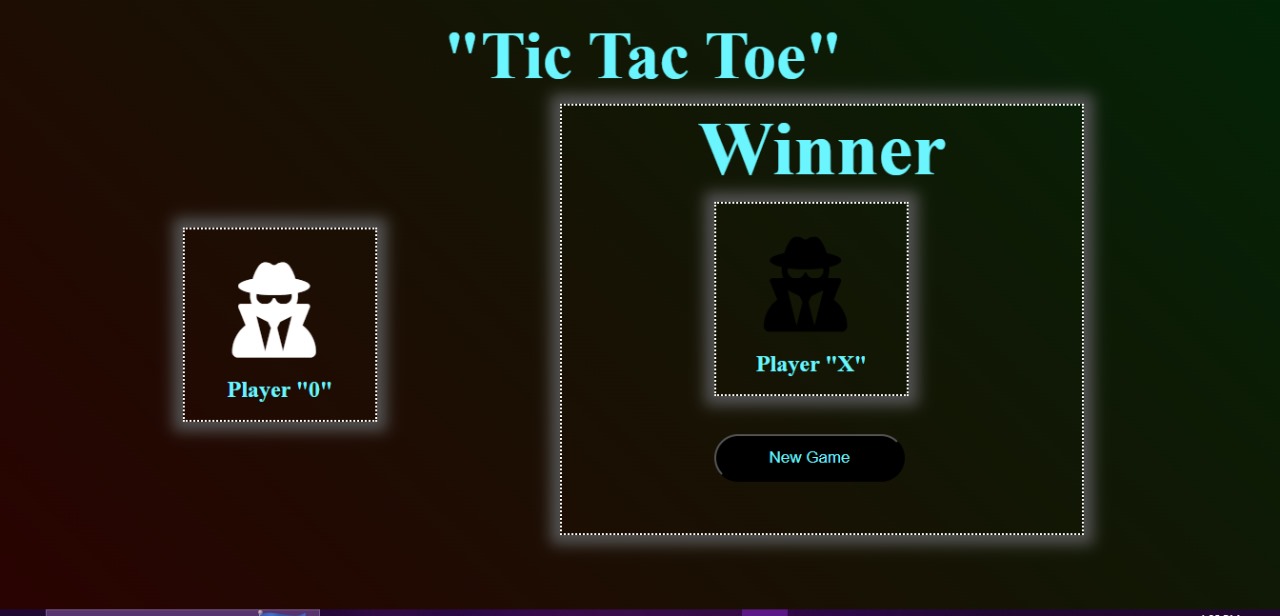 "Tic Tac Toe"
Winner
Player "0"
Player "X"
New Game